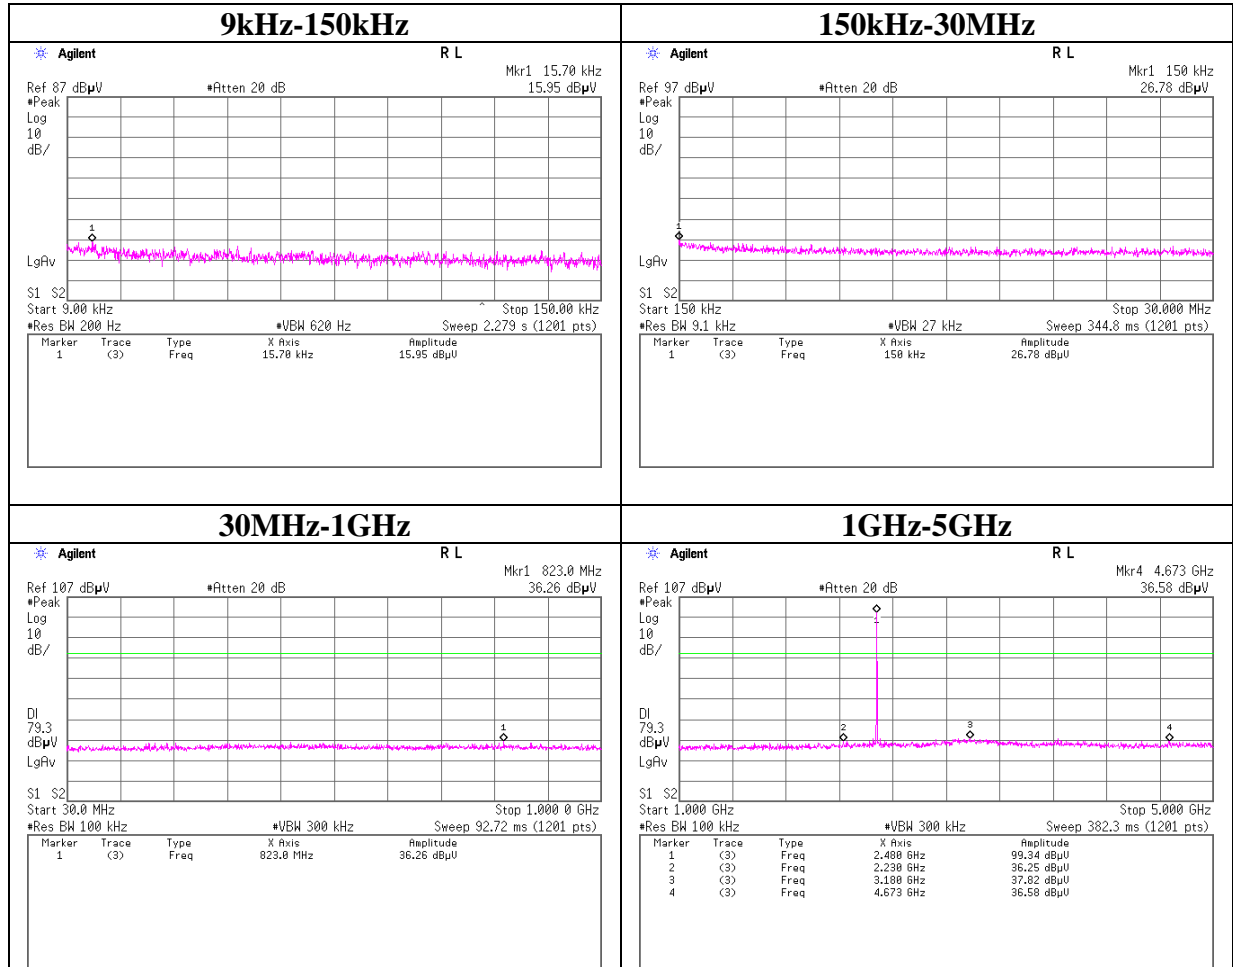 9kHz-150kHz
Agilent R L
Mkr1 15.70 kHz
Ref 87 dBµV #Atten 20 dB 15.95 dBµV
#Peak
Log
10
dB/
1
LgAv
S1 S2
Start 9.00 kHz ^ Stop 150.00 kHz
#Res BW 200 Hz #VBW 620 Hz Sweep 2.279 s (1201 pts)
Marker Trace Type X Axis Amplitude
1 (3) Freq 15.70 kHz 15.95 dBµV
150kHz-30MHz
Agilent R L
Mkr1 150 kHz
Ref 97 dBµV #Atten 20 dB 26.78 dBµV
#Peak
Log
10
dB/
1
LgAv
S1 S2
Start 150 kHz Stop 30.000 MHz
#Res BW 9.1 kHz #VBW 27 kHz Sweep 344.8 ms (1201 pts)
Marker Trace Type X Axis Amplitude
1 (3) Freq 150 kHz 26.78 dBµV
30MHz-1GHz
Agilent R L
Mkr1 823.0 MHz
Ref 107 dBµV #Atten 20 dB 36.26 dBµV
#Peak
Log
10
dB/
DI
79.3
dBµV
1
LgAv
S1 S2
Start 30.0 MHz Stop 1.000 0 GHz
#Res BW 100 kHz #VBW 300 kHz Sweep 92.72 ms (1201 pts)
Marker Trace Type X Axis Amplitude
1 (3) Freq 823.0 MHz 36.26 dBµV
1GHz-5GHz
Agilent R L
Mkr4 4.673 GHz
Ref 107 dBµV #Atten 20 dB 36.58 dBµV
#Peak
Log
1
10
dB/
DI
79.3
2 3 4
dBµV
LgAv
S1 S2
Start 1.000 GHz Stop 5.000 GHz
#Res BW 100 kHz #VBW 300 kHz Sweep 382.3 ms (1201 pts)
Marker Trace Type X Axis Amplitude
1 (3) Freq 2.480 GHz 99.34 dBµV
2 (3) Freq 2.230 GHz 36.25 dBµV
3 (3) Freq 3.180 GHz 37.82 dBµV
4 (3) Freq 4.673 GHz 36.58 dBµV